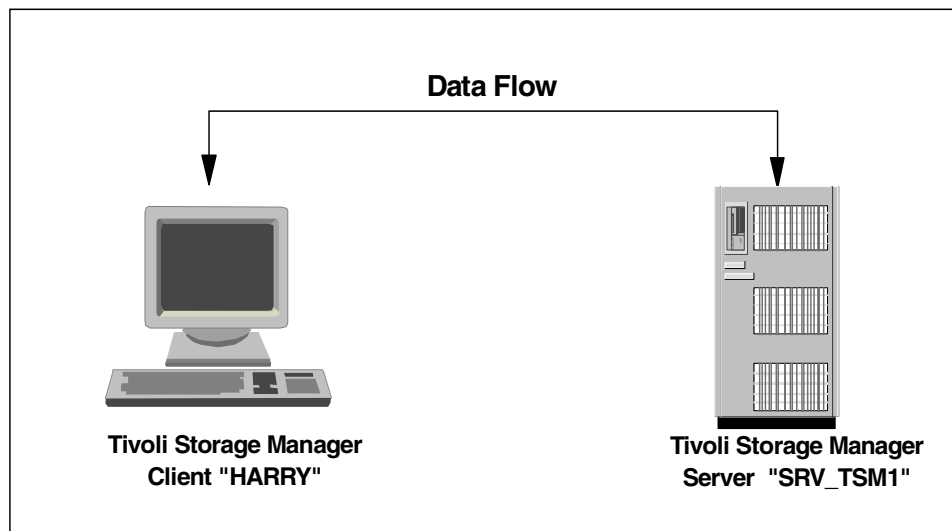 Data Flow
Tivoli Storage Manager
Client "HARRY"
Tivoli Storage Manager
Server "SRV_TSM1"